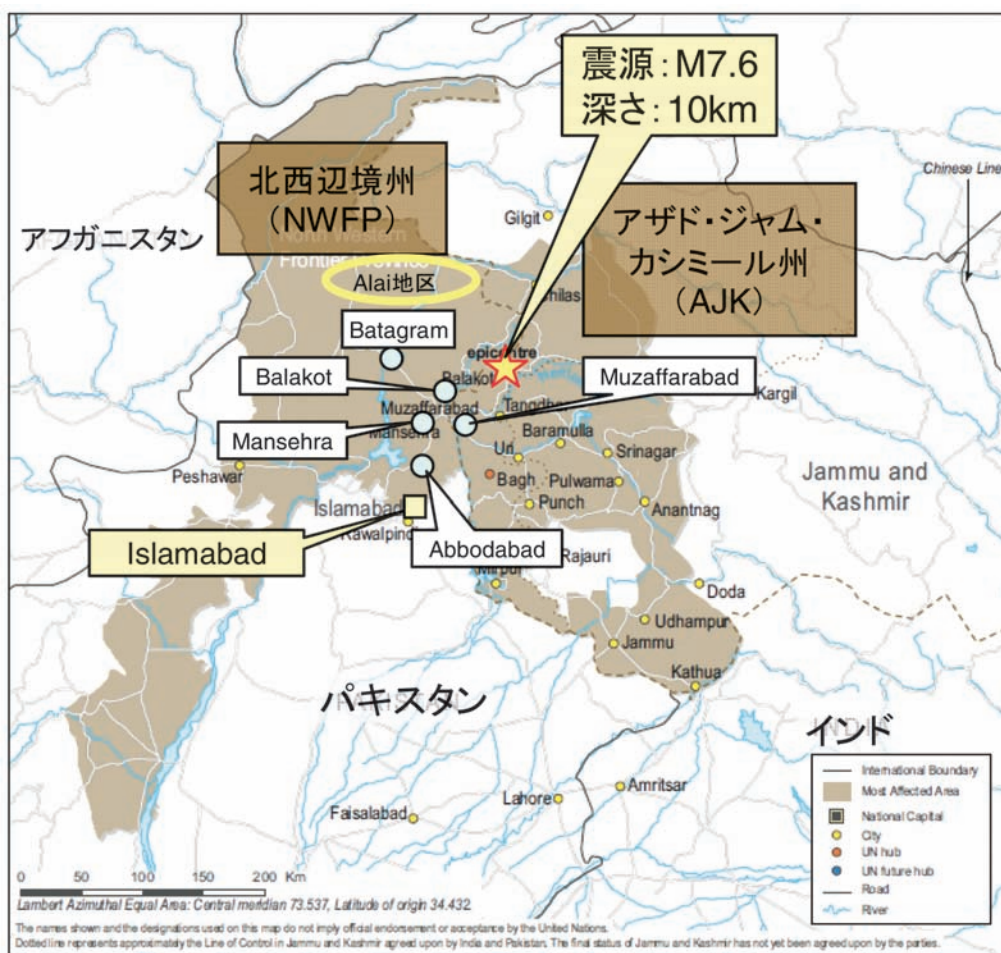 震源：M7.6
深さ：10km
北西辺境州
（NWFP）
アザド・ジャム・
カシミール州
（AJK）
Chinese Line
アフガニスタン
Gilgit
North Western
Alai地区
Chilas
Batagram
epicentre
Balakot
Balakot
Muzaffarabad
Kargil
Muzaffarabad
Tangdhar
Mansehra
Mansehra
Baramulla
Uri
Srinagar
Peshawar
Bagh
Pulwama
Jammu and
Kashmir
Islamabad
Punch
Anantnag
Rawalpindi
Islamabad
Abbodabad
Rajauri
Mirpur
Doda
Udhampur
Jammu
Kathua
パキスタン
インド
Amritsar
Lahore
Faisalabad
International Boundary
Most Affected Area
National Capital
City
UN hub
UN future hub
Road
River
0 50 100 150 200 Km
Lambert Azimuthal Equal Area: Central meridian 73.537, Latitude of origin 34.432.
The names shown and the designations used on this map do not imply official endorsement or acceptance by the United Nations.
Dotted line represents approximately the Line of Control in Jammu and Kashmir agreed upon by India and Pakistan. The final status of Jammu and Kashmir has not yet been agreed upon by the parties.